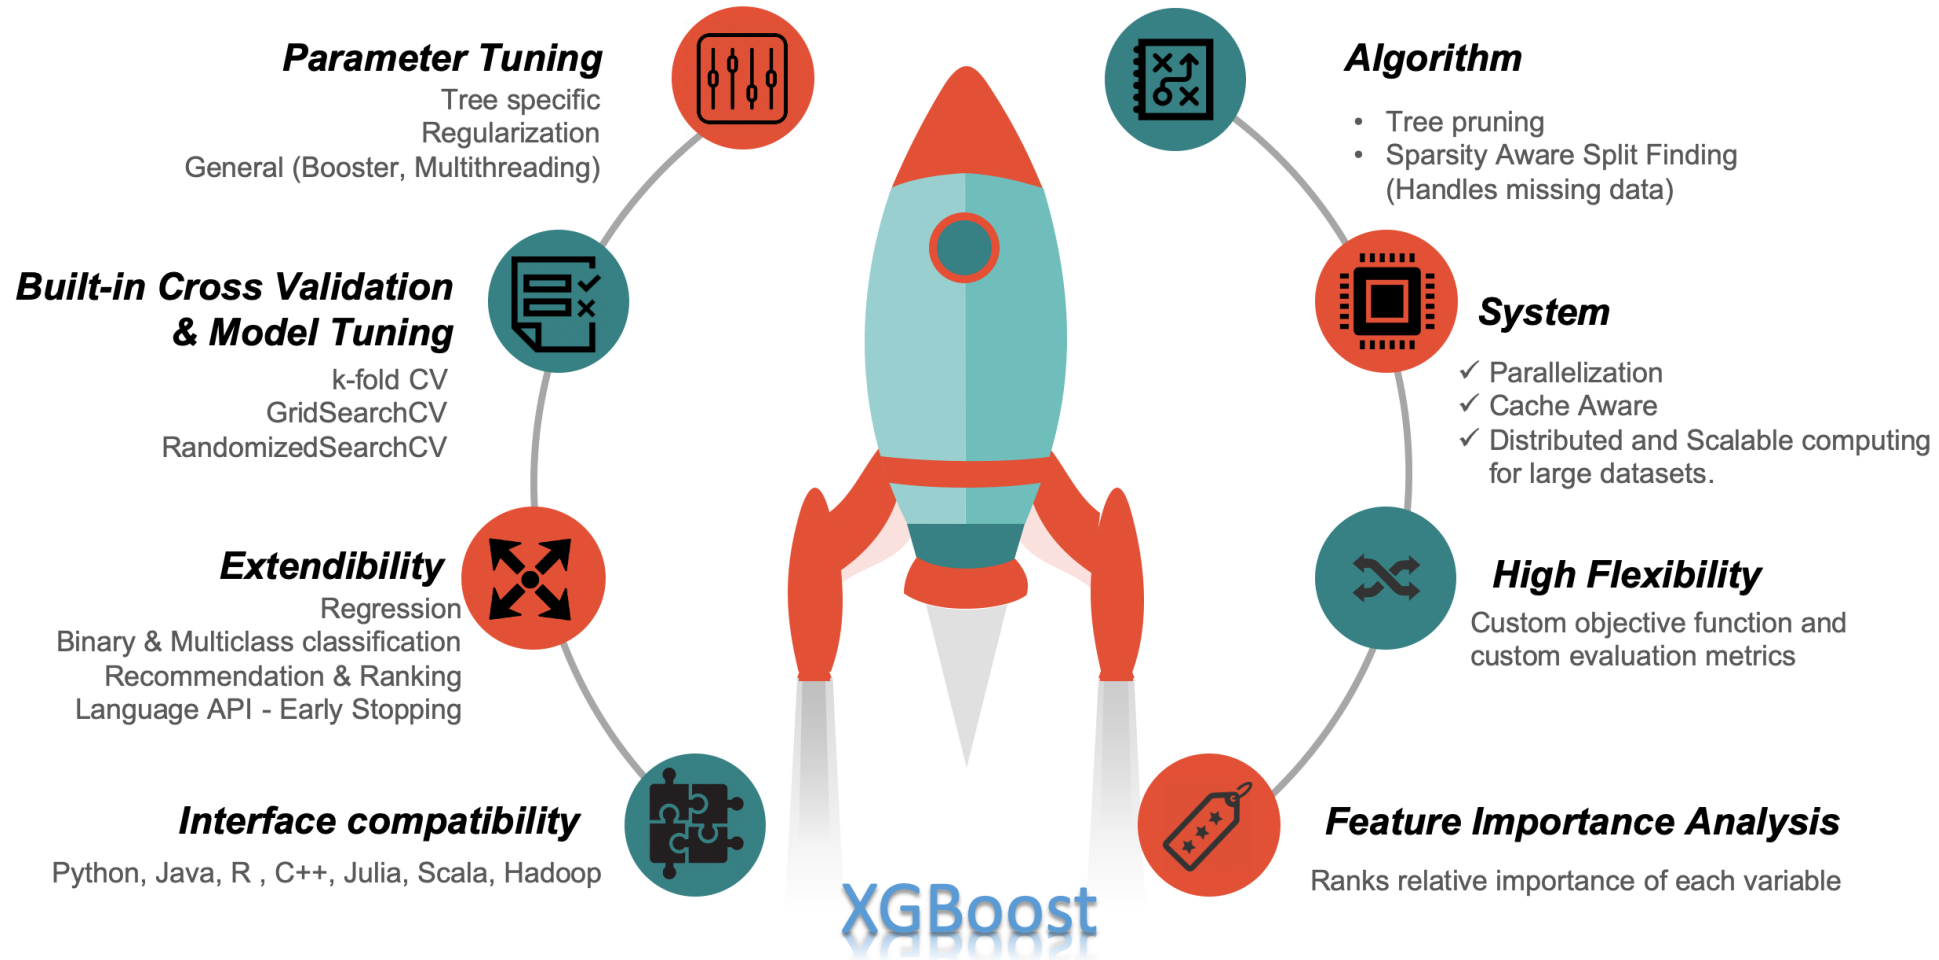 Parameter Tuning
Tree specific
Regularization
General (Booster, Multithreading)
Built-in Cross Validation
& Model Tuning
k-fold CV
GridSearchCV
RandomizedSearchCV
Extendibility
Regression
Binary & Multiclass classification
Recommendation & Ranking
Language API - Early Stopping
Interface compatibility
Python, Java, R , C++, Julia, Scala, Hadoop
Algorithm
• Tree pruning
• Sparsity Aware Split Finding
(Handles missing data)
System
✓ Parallelization
✓ Cache Aware
✓ Distributed and Scalable computing
for large datasets.
High Flexibility
Custom objective function and
custom evaluation metrics
Feature Importance Analysis
Ranks relative importance of each variable
XGBoost